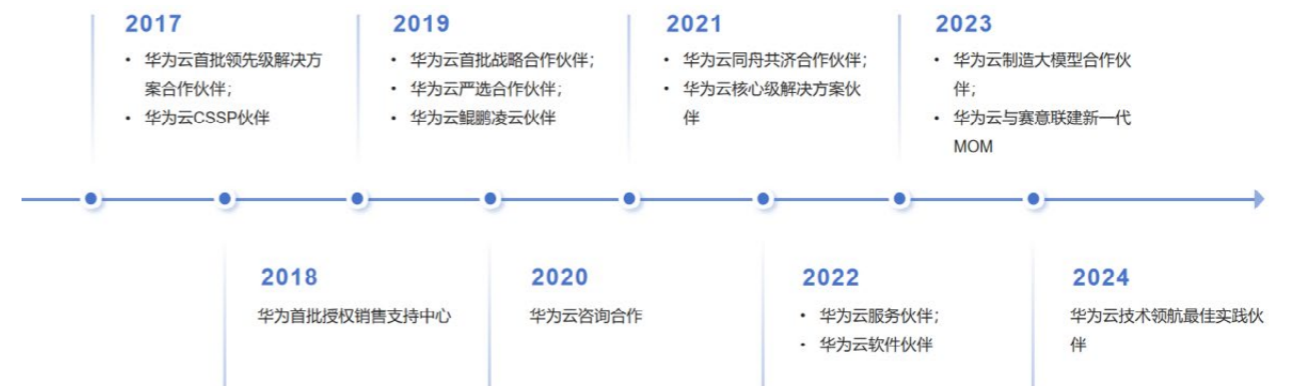 2017
• 华为云首批领先级解决方
案合作伙伴；
• 华为云CSSP伙伴
2019
• 华为云首批战略合作伙伴；
• 华为云严选合作伙伴；
• 华为云鲲鹏凌云伙伴
2021
• 华为云同舟共济合作伙伴；
• 华为云核心级解决方案伙
伴
2023
• 华为云制造大模型合作伙
伴；
• 华为云与赛意联建新一代
MOM
2018
华为首批授权销售支持中心
2020
华为云咨询合作
2022
• 华为云服务伙伴；
• 华为云软件伙伴
2024
华为云技术领航最佳实践伙
伴